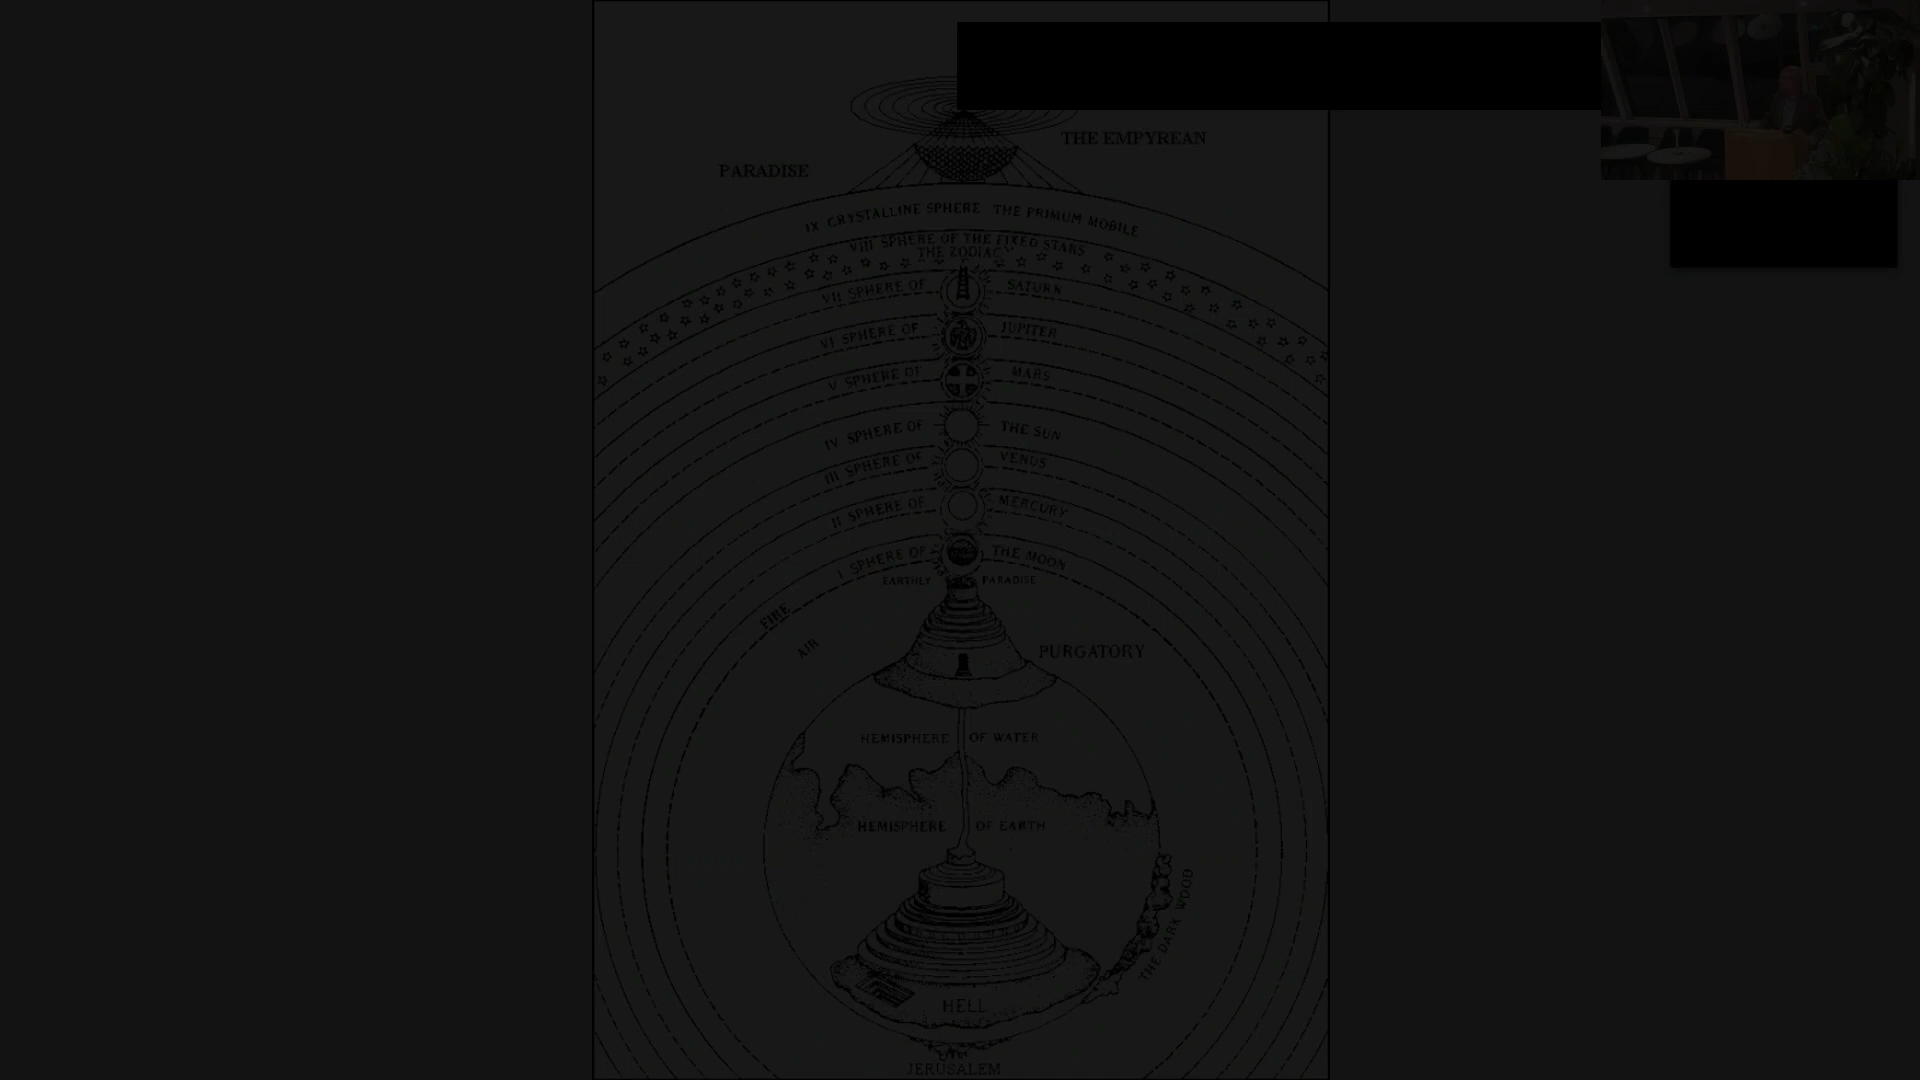 THE EMPYREAN
PARADISE
IX CRYSTALLINE SPHERE THE PRIMUM MOBILE
VIII SPHERE OF THE FIXED STARS
THE ZODIAC
VII SPHERE OF SATURN
VI SPHERE OF JUPITER
V SPHERE OF MARS
IV SPHERE OF THE SUN
III SPHERE OF VENUS
II SPHERE OF MERCURY
I SPHERE OF THE MOON
EARTHLY PARADISE
FIRE
AIR
PURGATORY
HEMISPHERE OF WATER
HEMISPHERE OF EARTH
THE DARK WOOD
HELL
JERUSALEM